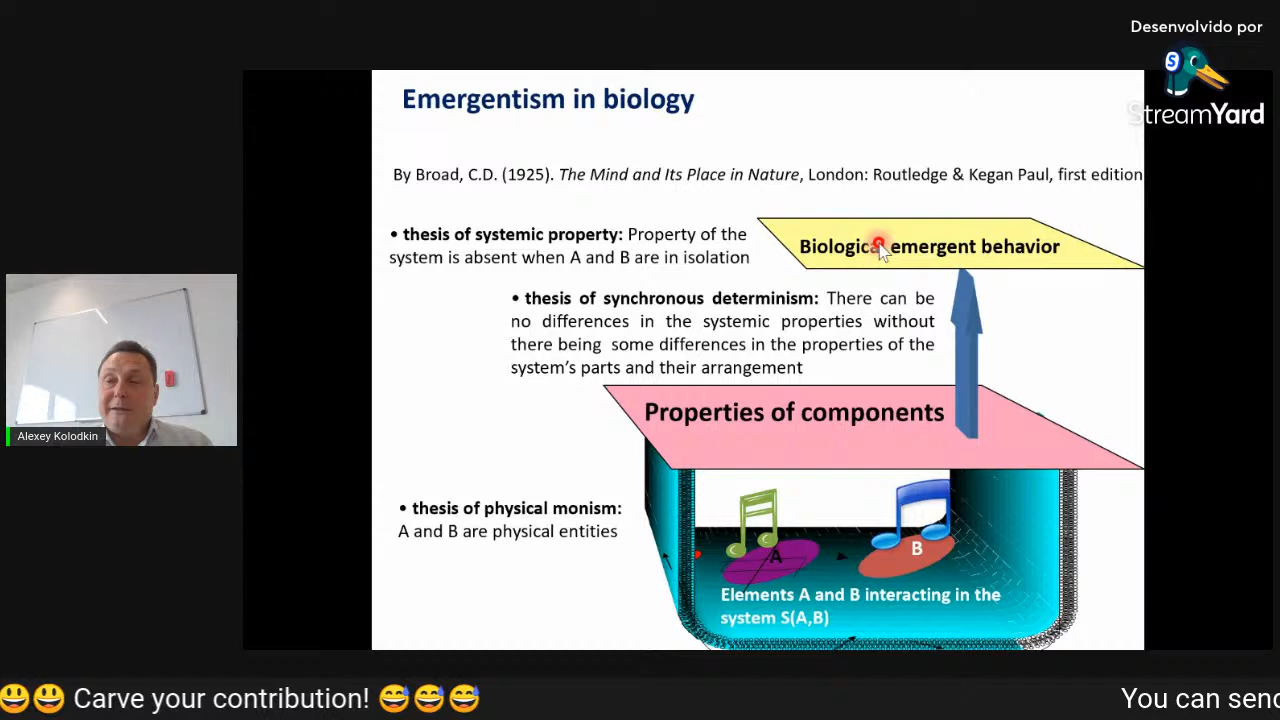 Desenvolvido por
StreamYard
Emergentism in biology
By Broad, C.D. (1925). The Mind and Its Place in Nature, London: Routledge & Kegan Paul, first edition
• thesis of systemic property: Property of the
system is absent when A and B are in isolation
Biological emergent behavior
• thesis of synchronous determinism: There can be
no differences in the systemic properties without
there being some differences in the properties of the
system's parts and their arrangement
Properties of components
• thesis of physical monism:
A and B are physical entities
A
B
Elements A and B interacting in the
system S(A,B)
Alexey Kolodkin
😃😃 Carve your contribution! 😅😅😅
You can send